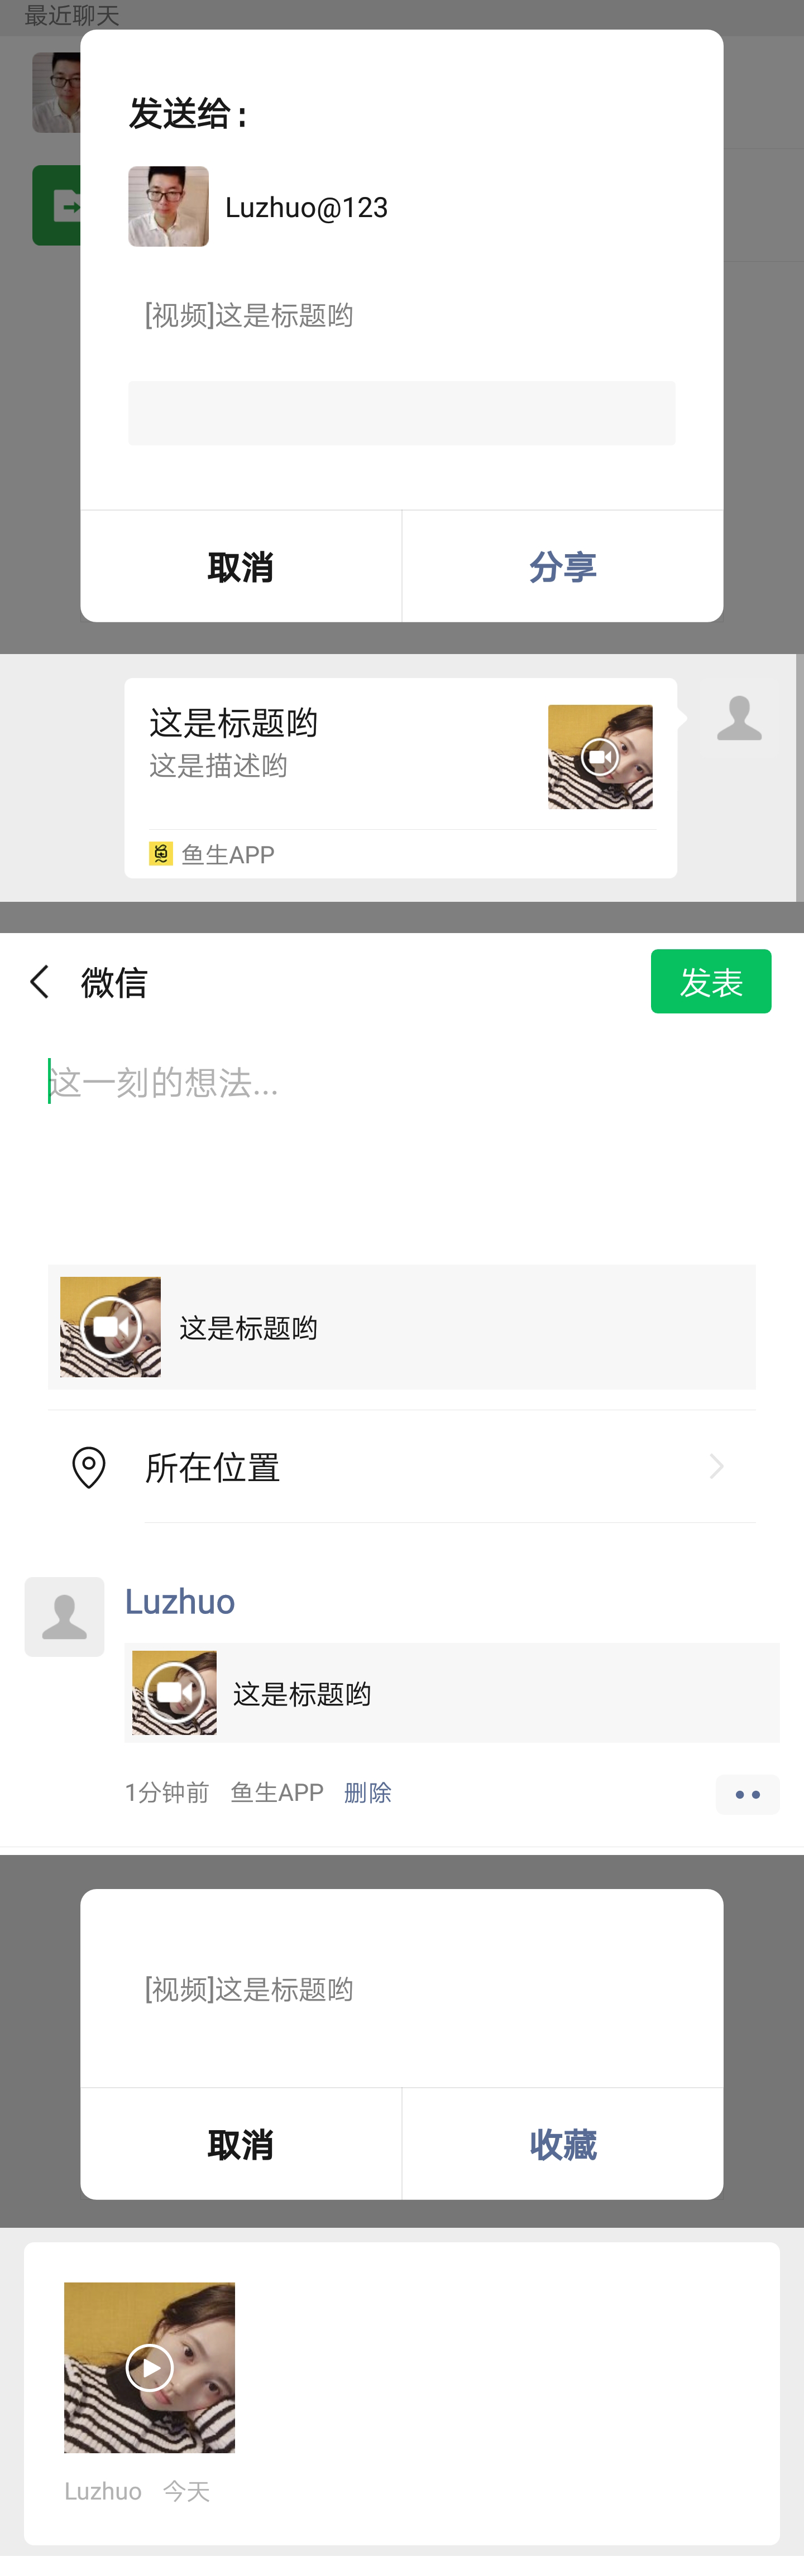 最近聊天
发送给：
Luzhuo@123
[视频]这是标题哟
取消
分享
这是标题哟
这是描述哟
鱼生APP
微信
发表
这一刻的想法...
这是标题哟
所在位置
Luzhuo
这是标题哟
1分钟前 鱼生APP 删除
[视频]这是标题哟
取消
收藏
Luzhuo 今天